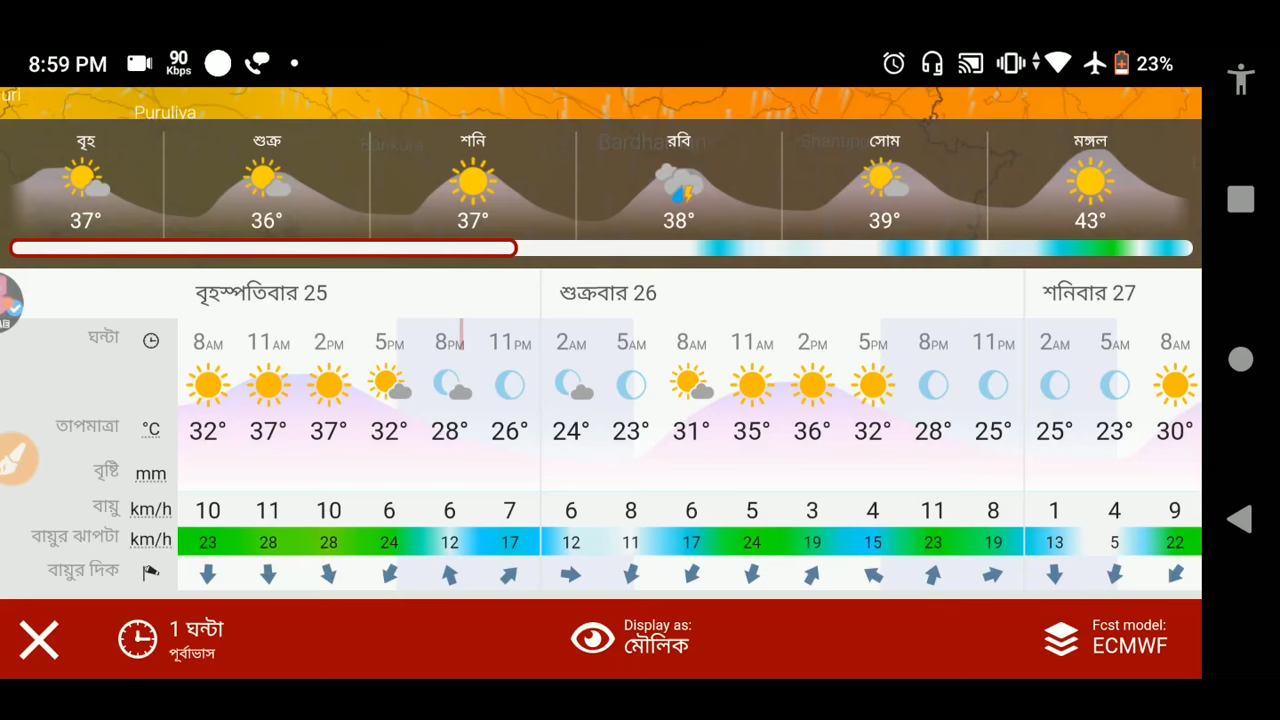 8:59 PM 90 Kbps 23%
uri
Puruliya
Bankura Bardhaman Shantipur
বৃহ শুক্র শনি রবি সোম মঙ্গল
37° 36° 37° 38° 39° 43°
বৃহস্পতিবার 25 শুক্রবার 26 শনিবার 27
ঘন্টা 8AM 11AM 2PM 5PM 8PM 11PM 2AM 5AM 8AM 11AM 2PM 5PM 8PM 11PM 2AM 5AM 8AM
তাপমাত্রা °C 32° 37° 37° 32° 28° 26° 24° 23° 31° 35° 36° 32° 28° 25° 25° 23° 30°
বৃষ্টি mm
বায়ু km/h 10 11 10 6 6 7 6 8 6 5 3 4 11 8 1 4 9
বায়ুর ঝাপটা km/h 23 28 28 24 12 17 12 11 17 24 19 15 23 19 13 5 22
বায়ুর দিক
1 ঘন্টা
পূর্বাভাস
Display as:
মৌলিক
Fcst model:
ECMWF